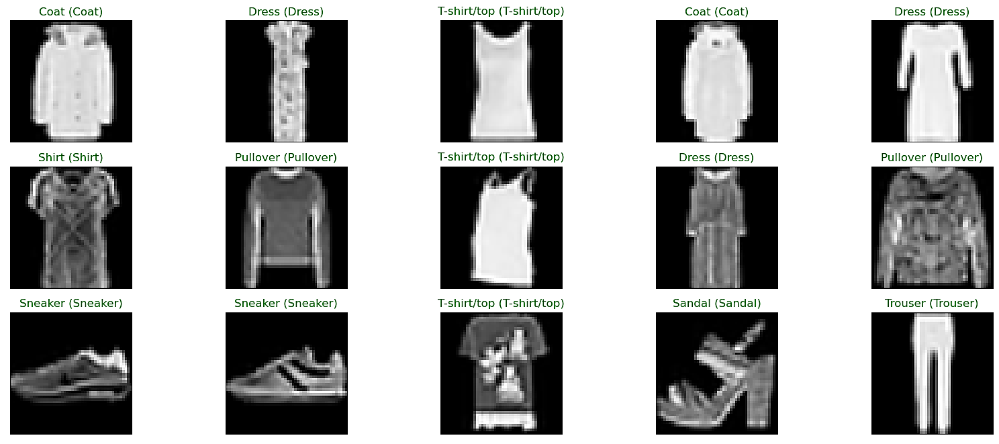 Coat (Coat)
Dress (Dress)
T-shirt/top (T-shirt/top)
Coat (Coat)
Dress (Dress)
Shirt (Shirt)
Pullover (Pullover)
T-shirt/top (T-shirt/top)
Dress (Dress)
Pullover (Pullover)
Sneaker (Sneaker)
Sneaker (Sneaker)
T-shirt/top (T-shirt/top)
Sandal (Sandal)
Trouser (Trouser)